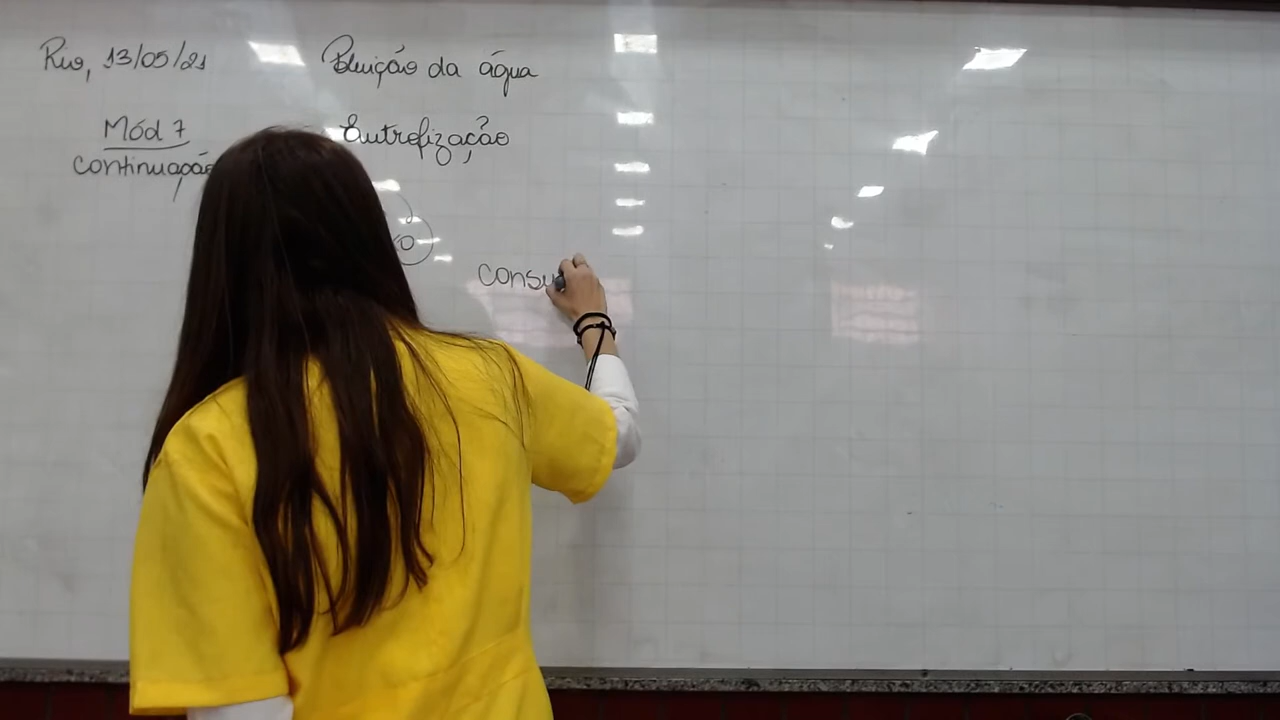 Rio, 13/05/21
Poluição da água
Mód 7
continuação
Eutrofização
consu